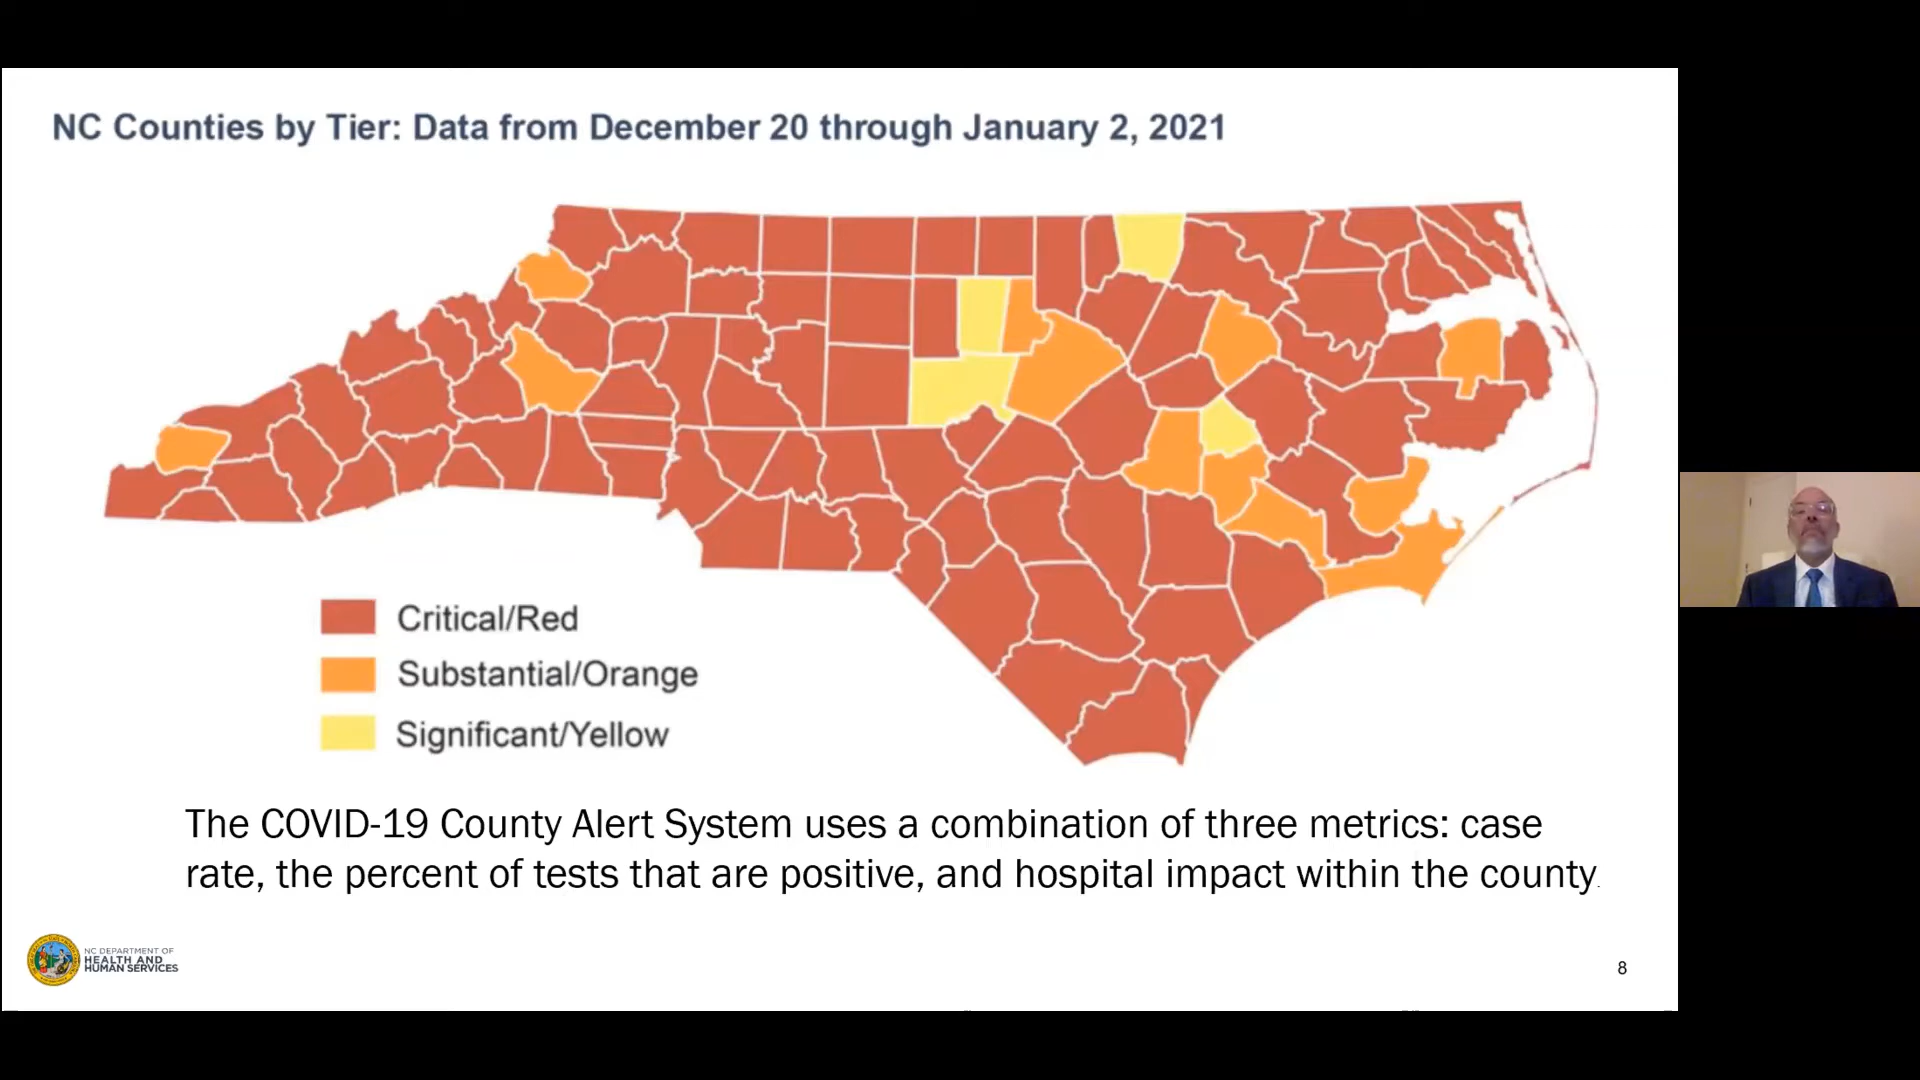 NC Counties by Tier: Data from December 20 through January 2, 2021
Critical/Red
Substantial/Orange
Significant/Yellow
The COVID-19 County Alert System uses a combination of three metrics: case
rate, the percent of tests that are positive, and hospital impact within the county.
NC DEPARTMENT OF
HEALTH AND
HUMAN SERVICES
8